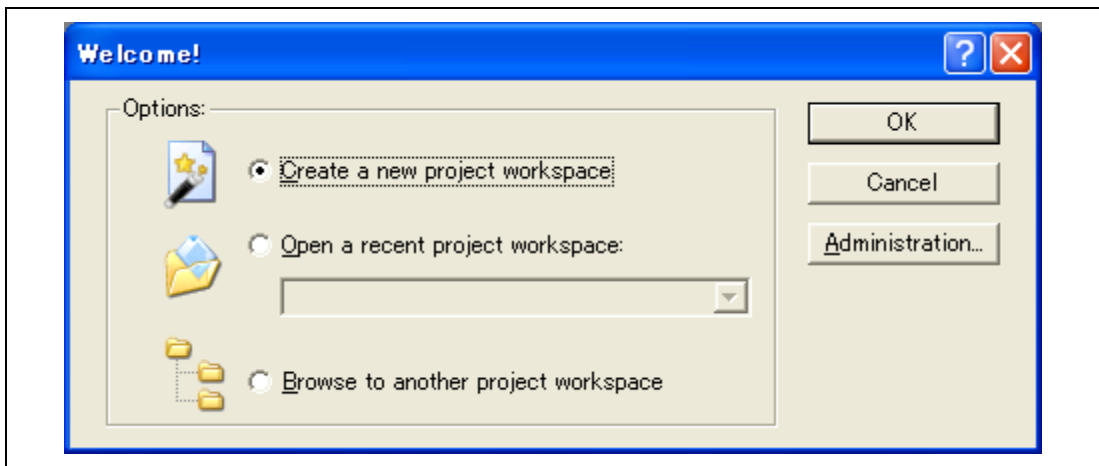 Welcome!
Options:
Create a new project workspace
Open a recent project workspace:
Browse to another project workspace
OK
Cancel
Administration...